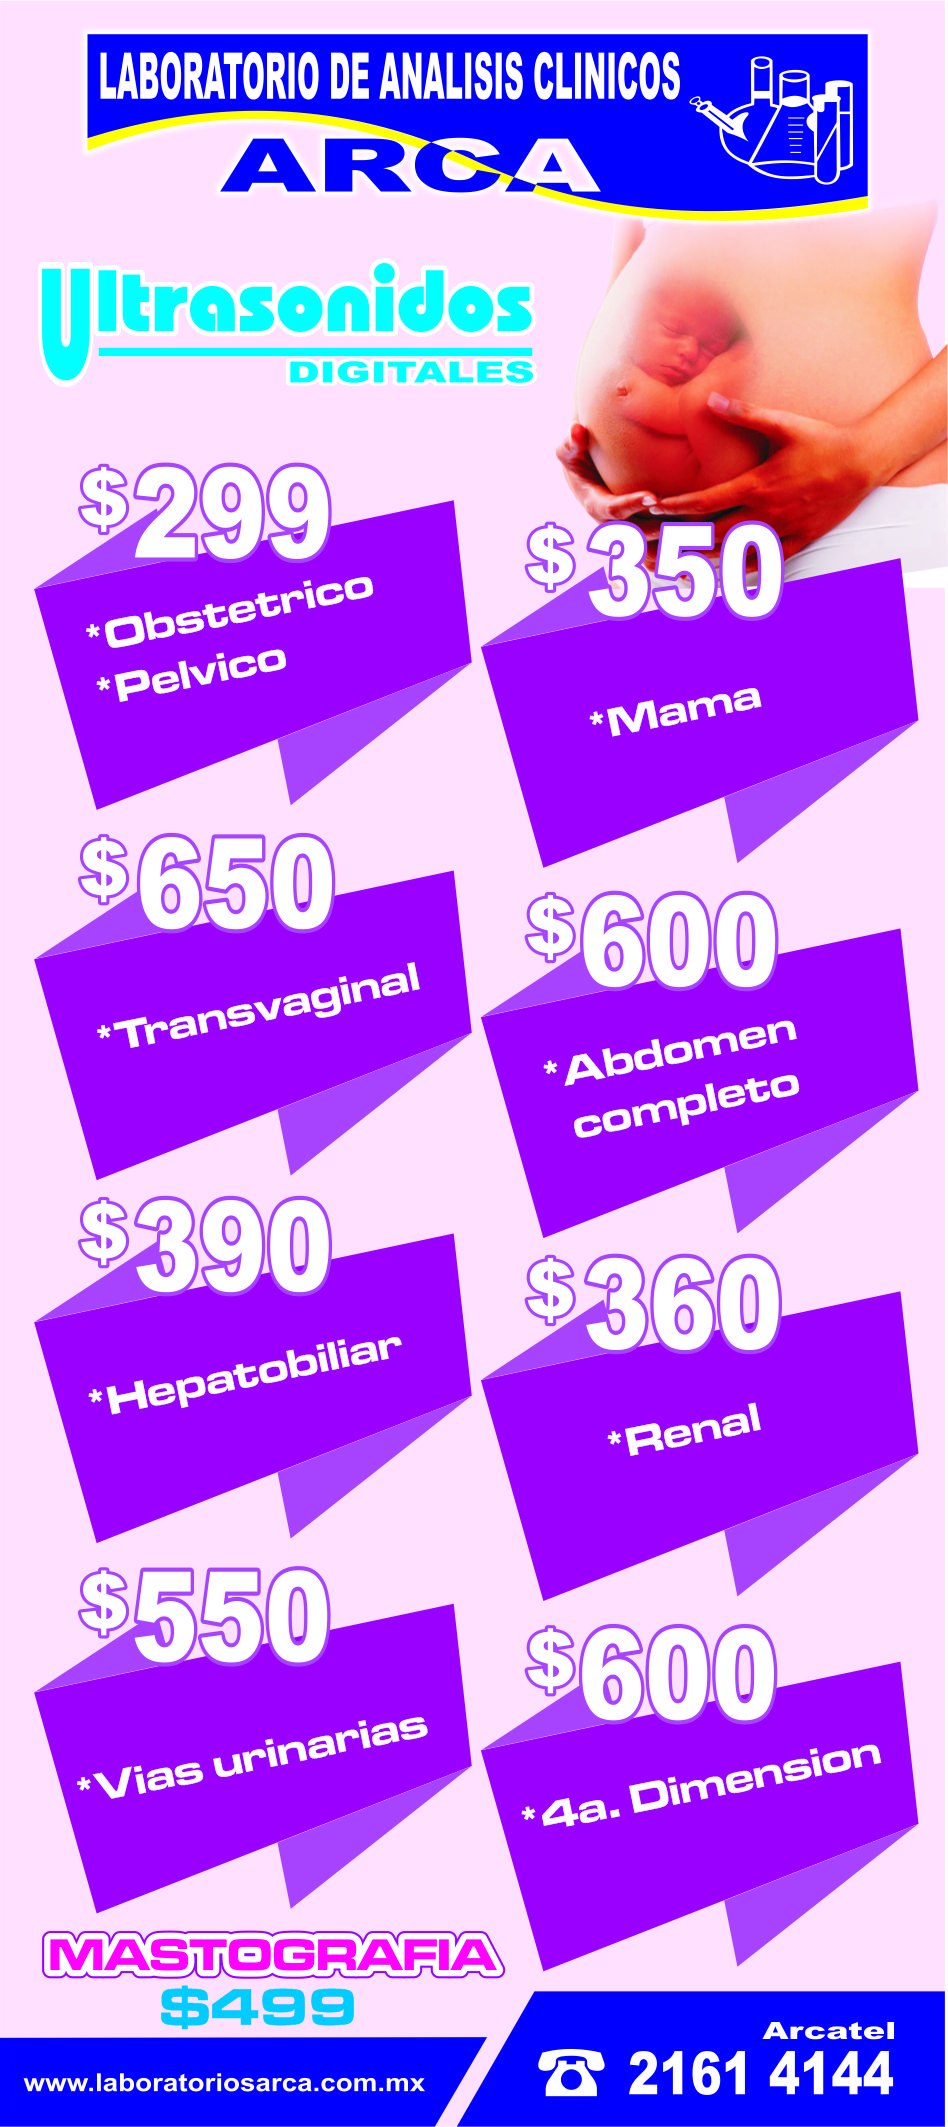 LABORATORIO DE ANALISIS CLINICOS
ARCA
Ultrasonidos
DIGITALES
$299
*Obstetrico
*Pelvico
$350
*Mama
$650
*Transvaginal
$600
*Abdomen
completo
$390
*Hepatobiliar
$360
*Renal
$550
*Vias urinarias
$600
*4a. Dimension
MASTOGRAFIA
$499
www.laboratoriosarca.com.mx
Arcatel
2161 4144